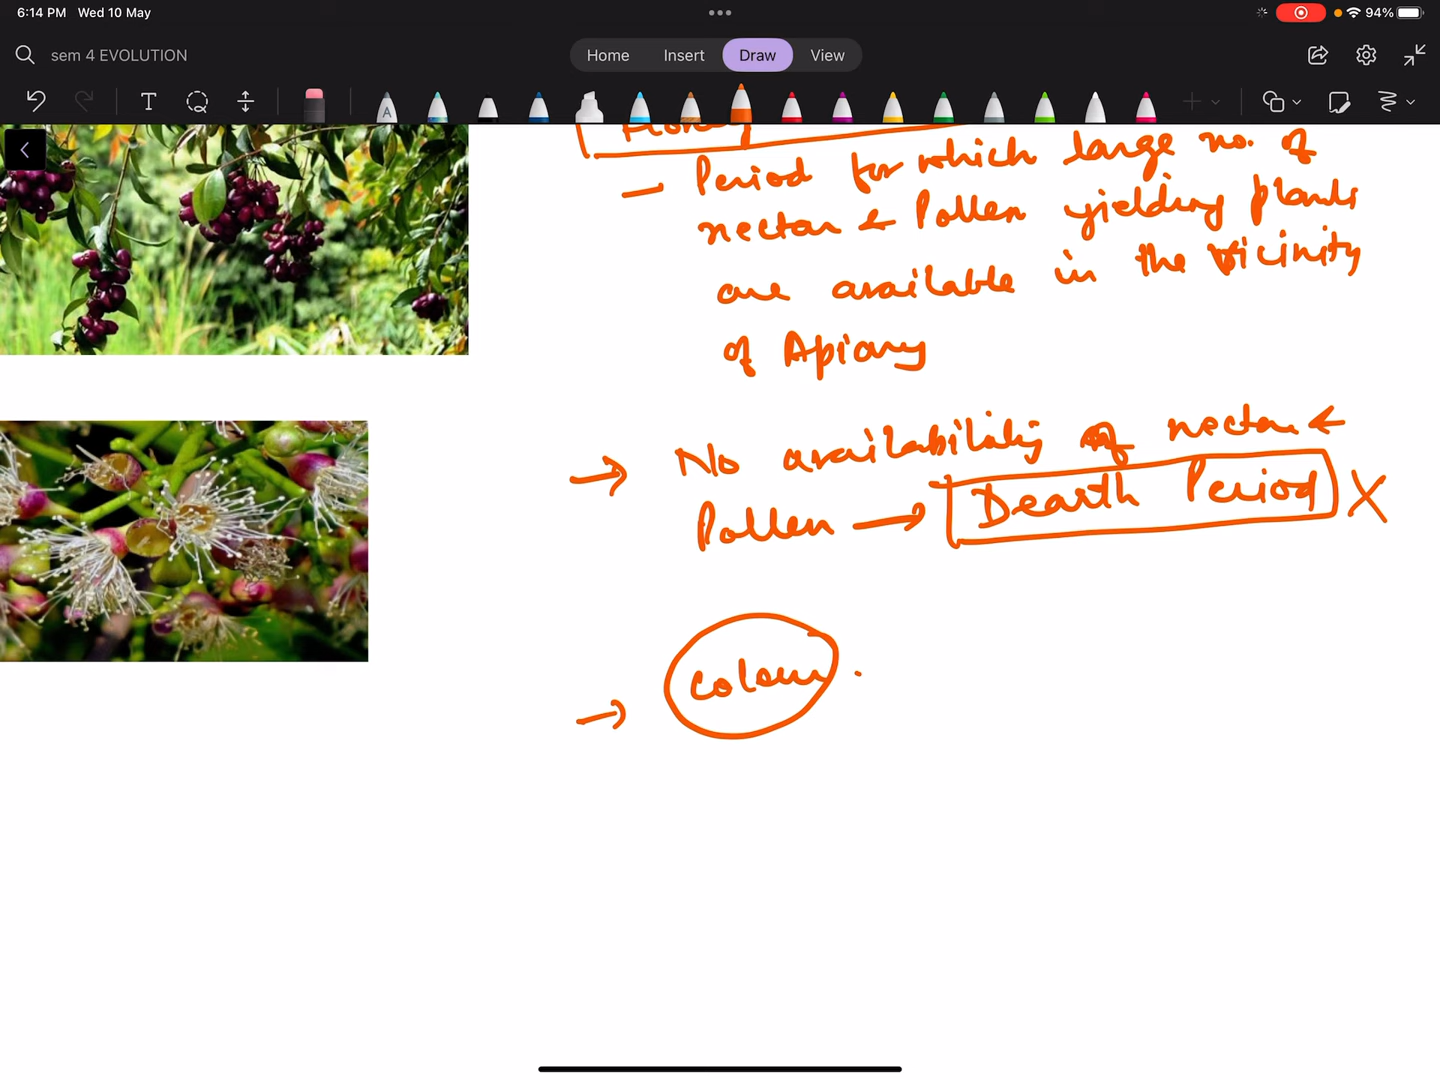 6:14 PM Wed 10 May
94%
sem 4 EVOLUTION
Home Insert Draw View
T
A
Honey
— Period for which large no. of
nectar & Pollen yielding plants
are available in the vicinity
of Apiary
→ No availability of nectar &
Pollen → Dearth Period X
→ Colour.